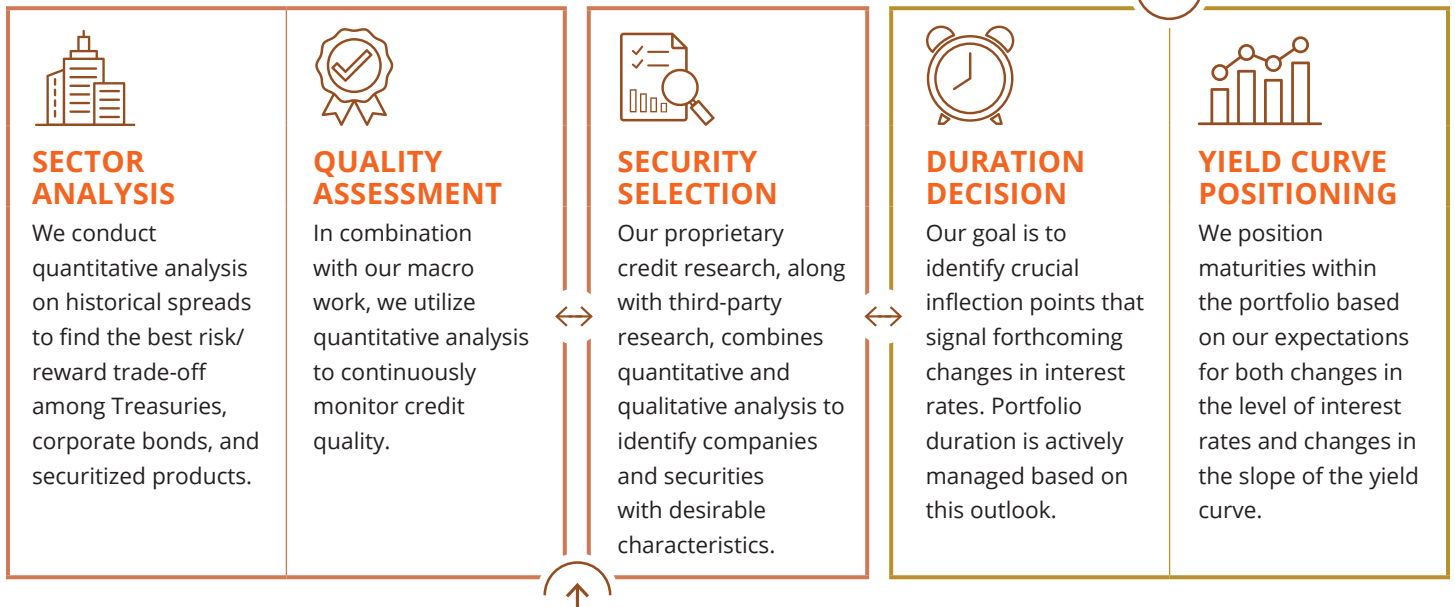 SECTOR
ANALYSIS
We conduct
quantitative analysis
on historical spreads
to find the best risk/
reward trade-off
among Treasuries,
corporate bonds, and
securitized products.
QUALITY
ASSESSMENT
In combination
with our macro
work, we utilize
quantitative analysis
to continuously
monitor credit
quality.
SECURITY
SELECTION
Our proprietary
credit research, along
with third-party
research, combines
quantitative and
qualitative analysis to
identify companies
and securities
with desirable
characteristics.
DURATION
DECISION
Our goal is to
identify crucial
inflection points that
signal forthcoming
changes in interest
rates. Portfolio
duration is actively
managed based on
this outlook.
YIELD CURVE
POSITIONING
We position
maturities within
the portfolio based
on our expectations
for both changes in
the level of interest
rates and changes in
the slope of the yield
curve.